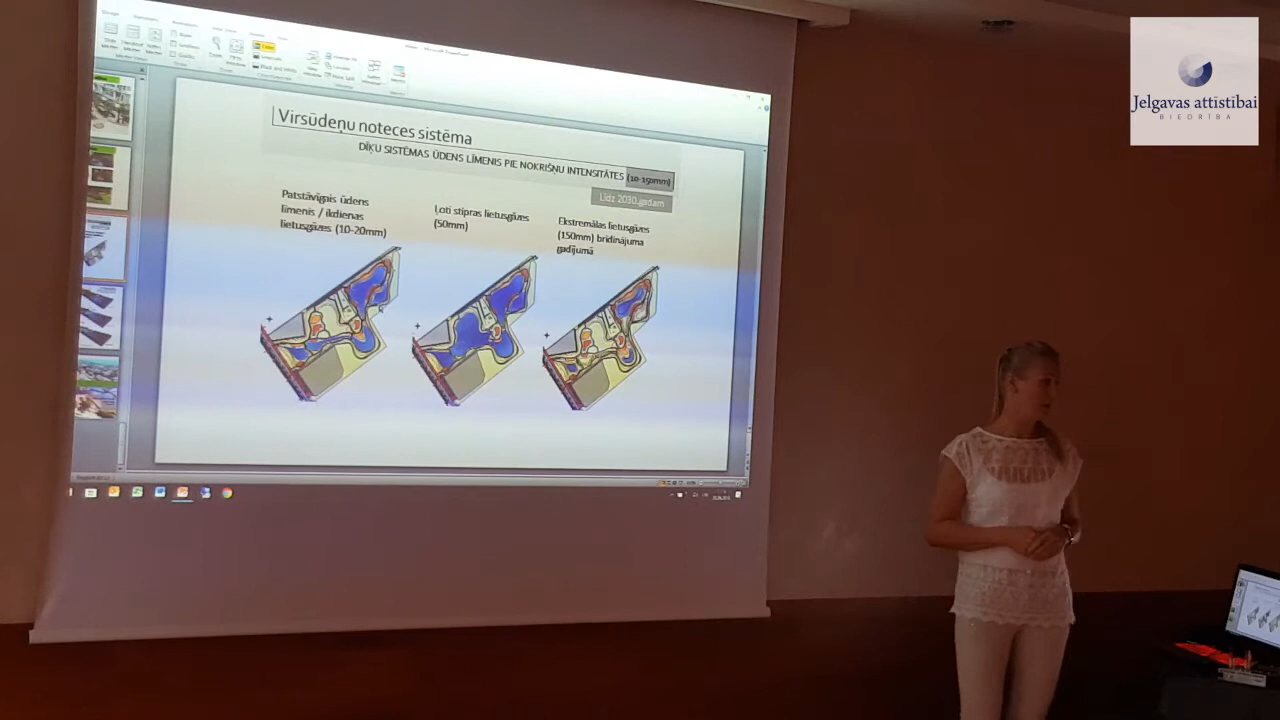 Jelgavas attīstībai
BIEDRĪBA
Virsūdeņu noteces sistēma
DĪĶU SISTĒMAS ŪDENS LĪMENIS PIE NOKRIŠŅU INTENSITĀTES (10-150mm)
Līdz 2030.gadam
Patstāvīgais ūdens
līmenis / ikdienas
lietusgāzes (10-20mm)
Ļoti stipras lietusgāzes
(50mm)
Ekstremālas lietusgāzes
(150mm) brīdinājuma
gadījumā